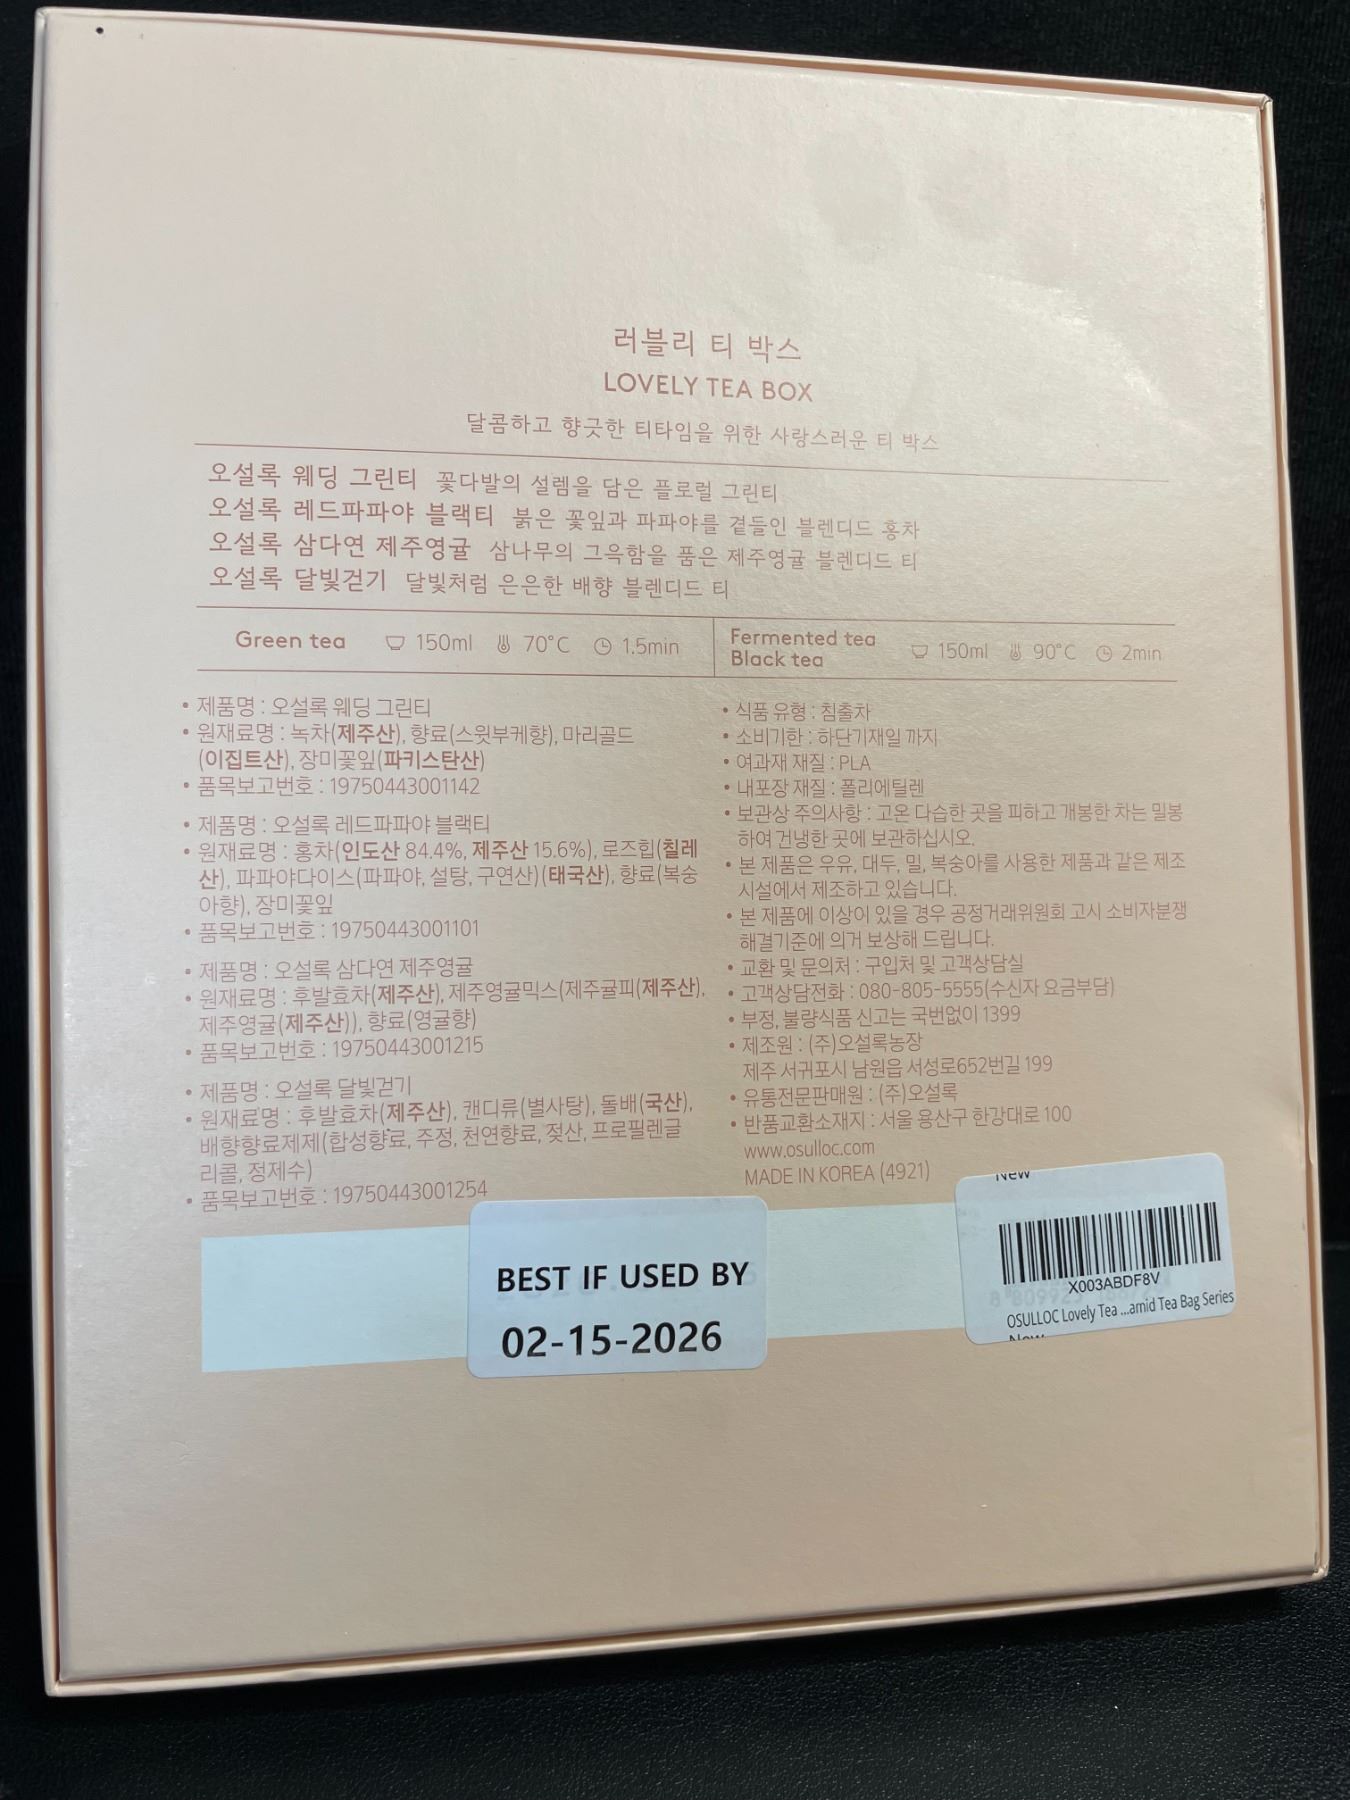 러블리 티 박스
LOVELY TEA BOX
달콤하고 향긋한 티타임을 위한 사랑스러운 티 박스
오설록 웨딩 그린티 꽃다발의 설렘을 담은 플로럴 그린티
오설록 레드파파야 블랙티 붉은 꽃잎과 파파야를 곁들인 블렌디드 홍차
오설록 삼다연 제주영귤 삼나무의 그윽함을 품은 제주영귤 블렌디드 티
오설록 달빛걷기 달빛처럼 은은한 배향 블렌디드 티
Green tea 150ml 70°C 1.5min
Fermented tea
Black tea 150ml 90°C 2min
• 제품명 : 오설록 웨딩 그린티
• 원재료명 : 녹차(제주산), 향료(스윗부케향), 마리골드
(이집트산), 장미꽃잎(파키스탄산)
• 품목보고번호 : 19750443001142
• 제품명 : 오설록 레드파파야 블랙티
• 원재료명 : 홍차(인도산 84.4%, 제주산 15.6%), 로즈힙(칠레
산), 파파야다이스(파파야, 설탕, 구연산)(태국산), 향료(복숭
아향), 장미꽃잎
• 품목보고번호 : 19750443001101
• 제품명 : 오설록 삼다연 제주영귤
• 원재료명 : 후발효차(제주산), 제주영귤믹스(제주귤피(제주산),
제주영귤(제주산)), 향료(영귤향)
• 품목보고번호 : 19750443001215
• 제품명 : 오설록 달빛걷기
• 원재료명 : 후발효차(제주산), 캔디류(별사탕), 돌배(국산),
배향향료제제(합성향료, 주정, 천연향료, 젖산, 프로필렌글
리콜, 정제수)
• 품목보고번호 : 19750443001254
• 식품 유형 : 침출차
• 소비기한 : 하단기재일 까지
• 여과재 재질 : PLA
• 내포장 재질 : 폴리에틸렌
• 보관상 주의사항 : 고온 다습한 곳을 피하고 개봉한 차는 밀봉
하여 건냉한 곳에 보관하십시오.
• 본 제품은 우유, 대두, 밀, 복숭아를 사용한 제품과 같은 제조
시설에서 제조하고 있습니다.
• 본 제품에 이상이 있을 경우 공정거래위원회 고시 소비자분쟁
해결기준에 의거 보상해 드립니다.
• 교환 및 문의처 : 구입처 및 고객상담실
• 고객상담전화 : 080-805-5555(수신자 요금부담)
• 부정, 불량식품 신고는 국번없이 1399
• 제조원 : (주)오설록농장
제주 서귀포시 남원읍 서성로652번길 199
• 유통전문판매원 : (주)오설록
• 반품교환소재지 : 서울 용산구 한강대로 100
www.osulloc.com
MADE IN KOREA (4921)
BEST IF USED BY
02-15-2026
New
X003ABDF8V
OSULLOC Lovely Tea ...amid Tea Bag Series
New